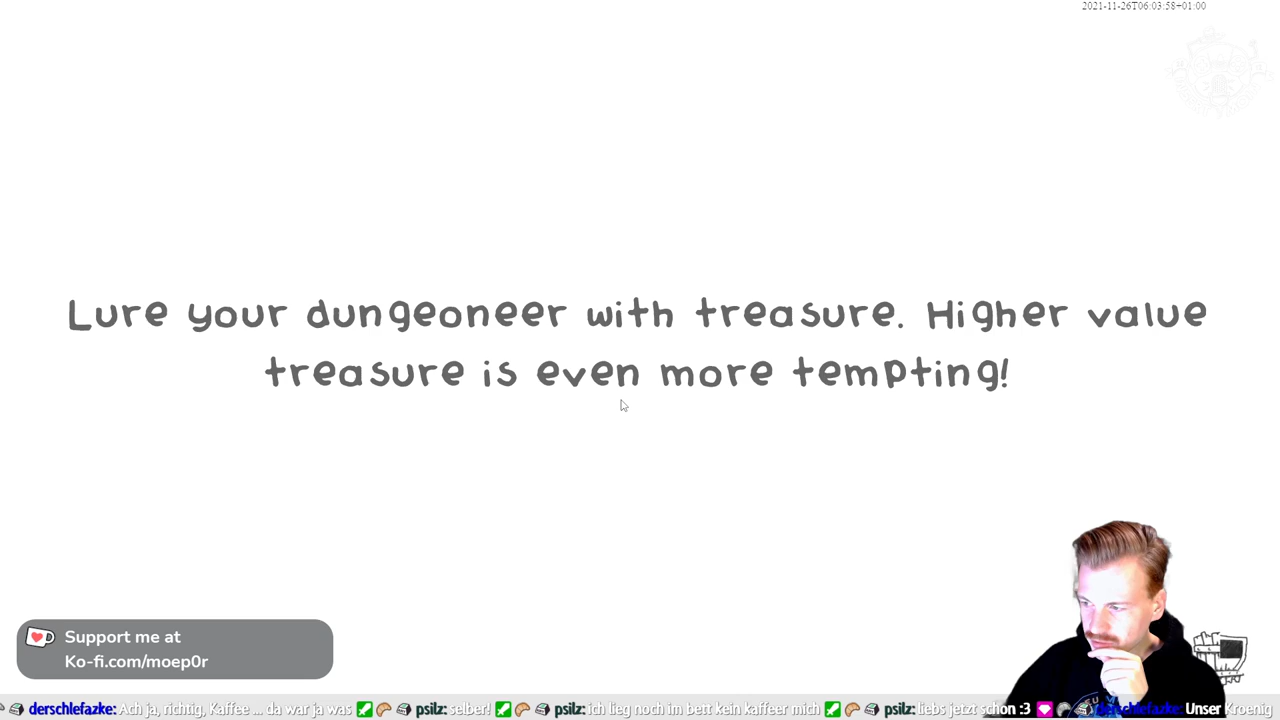 2021-11-26T06:03:58+01:00
Lure your dungeoneer with treasure. Higher value
treasure is even more tempting!
Support me at
Ko-fi.com/moep0r
derschlefazke: Ach ja, richtig, Kaffee ... da war ja was psilz: selber! psilz: ich lieg noch im bett kein kaffee für mich psilz: liebs jetzt schon :3 derschlefazke: Unser Kroenig